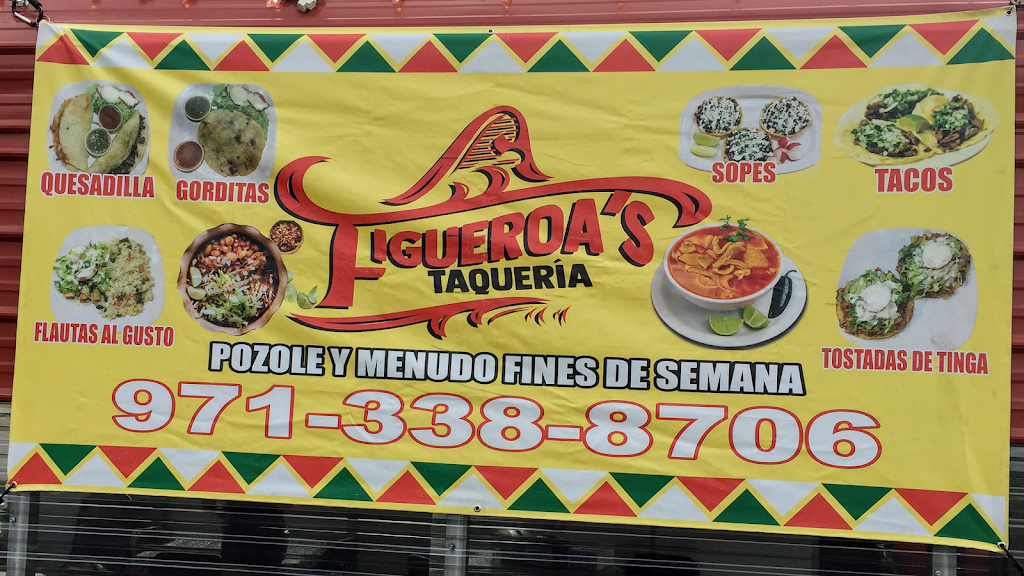 QUESADILLA
GORDITAS
SOPES
TACOS
FIGUEROA'S
TAQUERÍA
FLAUTAS AL GUSTO
TOSTADAS DE TINGA
POZOLE Y MENUDO FINES DE SEMANA
971-338-8706